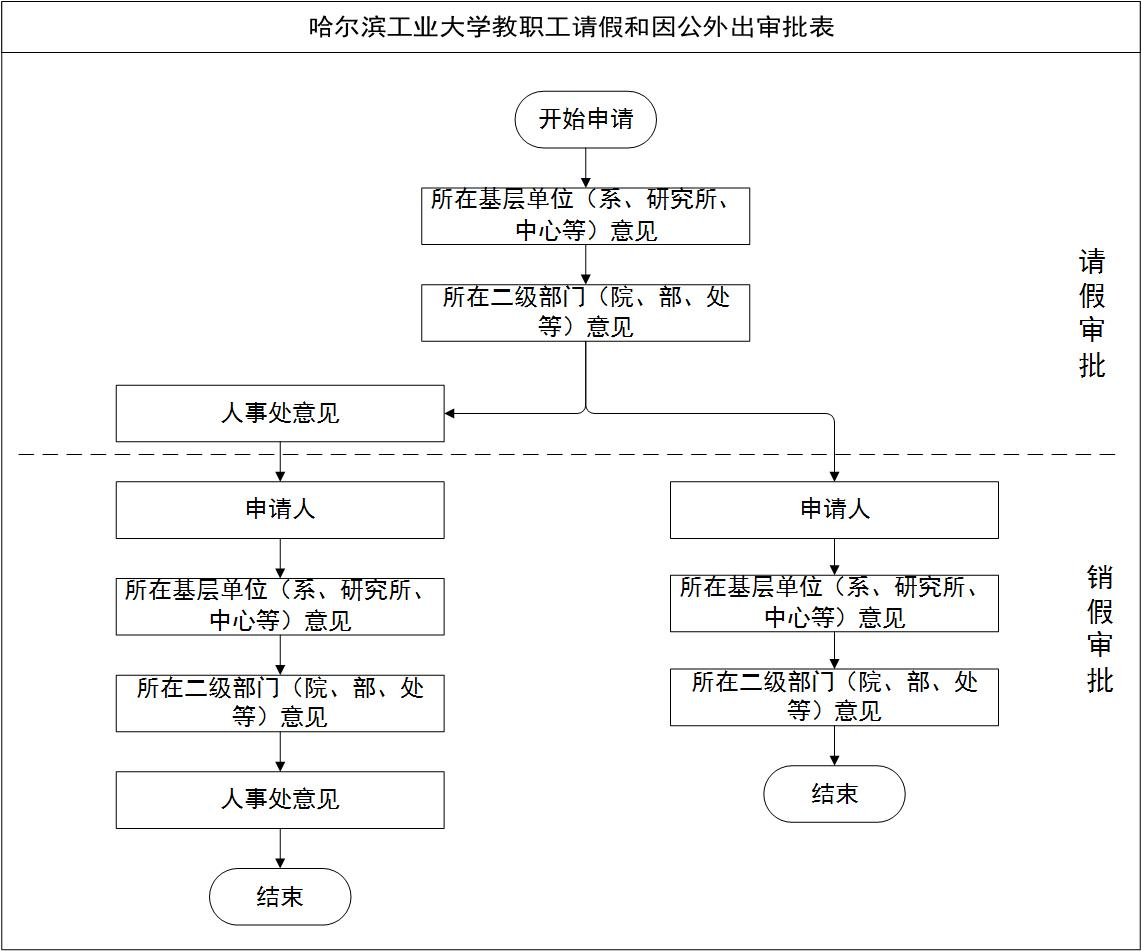 哈尔滨工业大学教职工请假和因公外出审批表
开始申请
所在基层单位（系、研究所、
中心等）意见
所在二级部门（院、部、处
等）意见
请
假
审
批
人事处意见
申请人
申请人
所在基层单位（系、研究所、
中心等）意见
所在基层单位（系、研究所、
中心等）意见
销
假
审
批
所在二级部门（院、部、处
等）意见
所在二级部门（院、部、处
等）意见
人事处意见
结束
结束